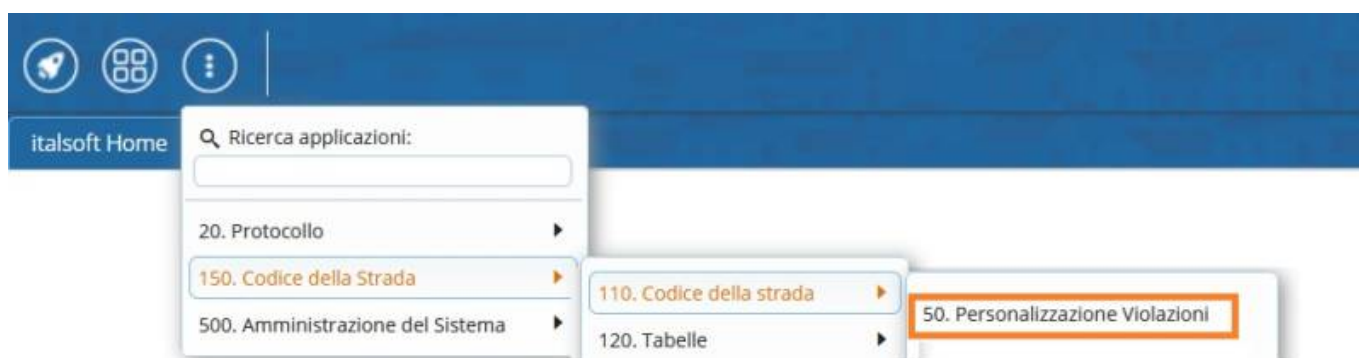 italsoft Home
Ricerca applicazioni:
20. Protocollo
150. Codice della Strada
500. Amministrazione del Sistema
110. Codice della strada
120. Tabelle
50. Personalizzazione Violazioni